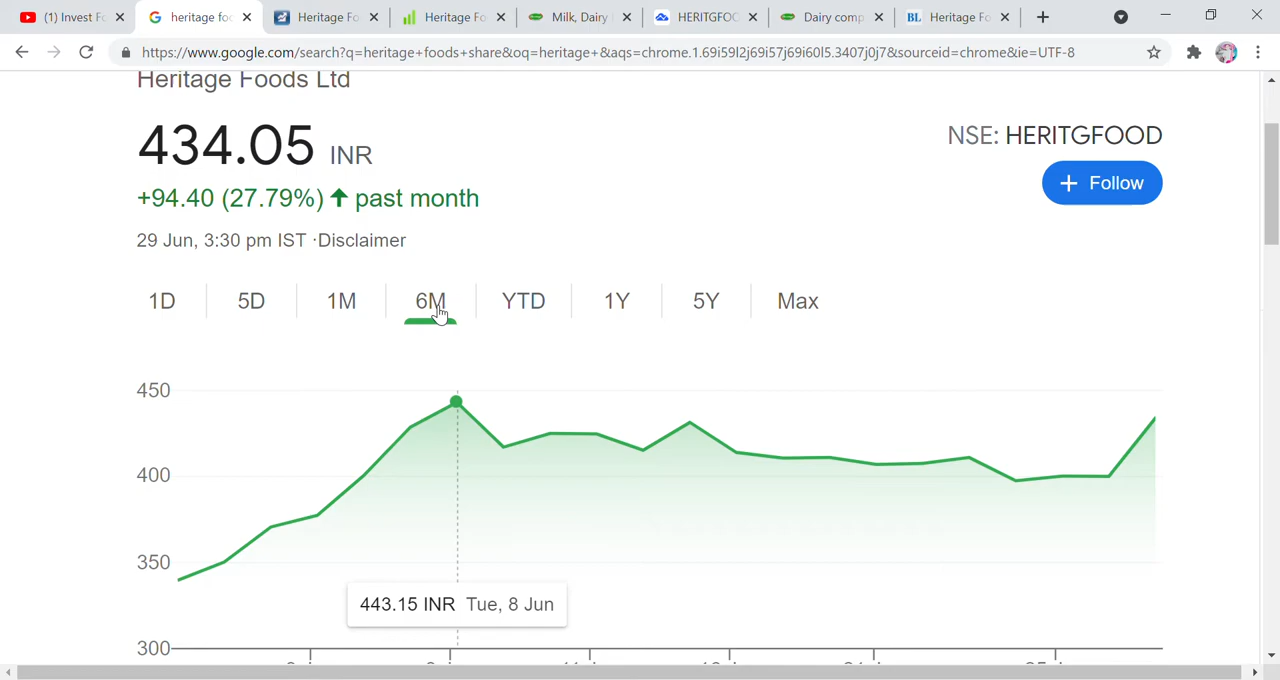 (1) Invest Fo
heritage foo
Heritage Fo
Heritage Fo
Milk, Dairy
HERITGFOO
Dairy comp
BL
Heritage Fo
https://www.google.com/search?q=heritage+foods+share&oq=heritage+&aqs=chrome.1.69i59l2j69i57j69i60l5.3407j0j7&sourceid=chrome&ie=UTF-8
Heritage Foods Ltd
434.05 INR
NSE: HERITGFOOD
+ Follow
+94.40 (27.79%) ↑ past month
29 Jun, 3:30 pm IST ·Disclaimer
1D 5D 1M 6M YTD 1Y 5Y Max
450
400
350
443.15 INR Tue, 8 Jun
300